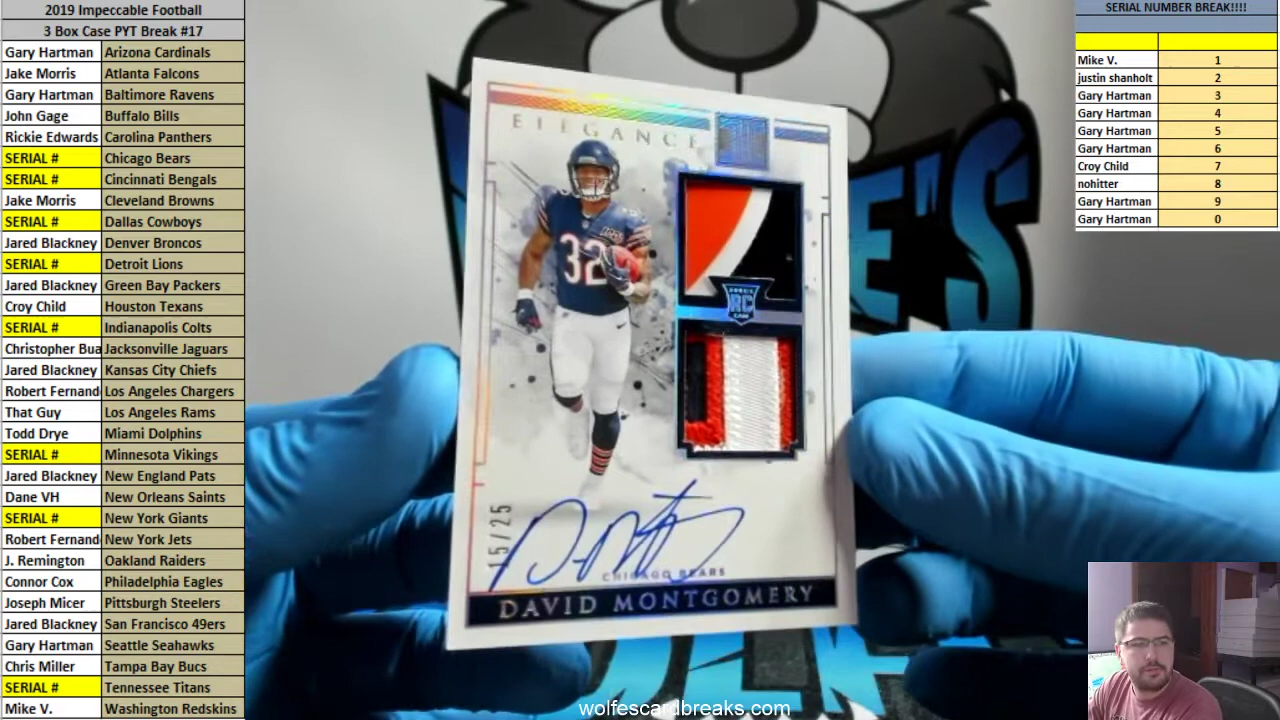 2019 Impeccable Football
3 Box Case PYT Break #17
Gary Hartman Arizona Cardinals
Jake Morris Atlanta Falcons
Gary Hartman Baltimore Ravens
John Gage Buffalo Bills
Rickie Edwards Carolina Panthers
SERIAL # Chicago Bears
SERIAL # Cincinnati Bengals
Jake Morris Cleveland Browns
SERIAL # Dallas Cowboys
Jared Blackney Denver Broncos
SERIAL # Detroit Lions
Jared Blackney Green Bay Packers
Croy Child Houston Texans
SERIAL # Indianapolis Colts
Christopher Bua Jacksonville Jaguars
Jared Blackney Kansas City Chiefs
Robert Fernand Los Angeles Chargers
That Guy Los Angeles Rams
Todd Drye Miami Dolphins
SERIAL # Minnesota Vikings
Jared Blackney New England Pats
Dane VH New Orleans Saints
SERIAL # New York Giants
Robert Fernand New York Jets
J. Remington Oakland Raiders
Connor Cox Philadelphia Eagles
Joseph Micer Pittsburgh Steelers
Jared Blackney San Francisco 49ers
Gary Hartman Seattle Seahawks
Chris Miller Tampa Bay Bucs
SERIAL # Tennessee Titans
Mike V. Washington Redskins
ELEGANCE
32
RC
15/25
CHICAGO BEARS
DAVID MONTGOMERY
wolfescardbreaks.com
SERIAL NUMBER BREAK!!!!
Mike V. 1
justin shanholt 2
Gary Hartman 3
Gary Hartman 4
Gary Hartman 5
Gary Hartman 6
Croy Child 7
nohitter 8
Gary Hartman 9
Gary Hartman 0